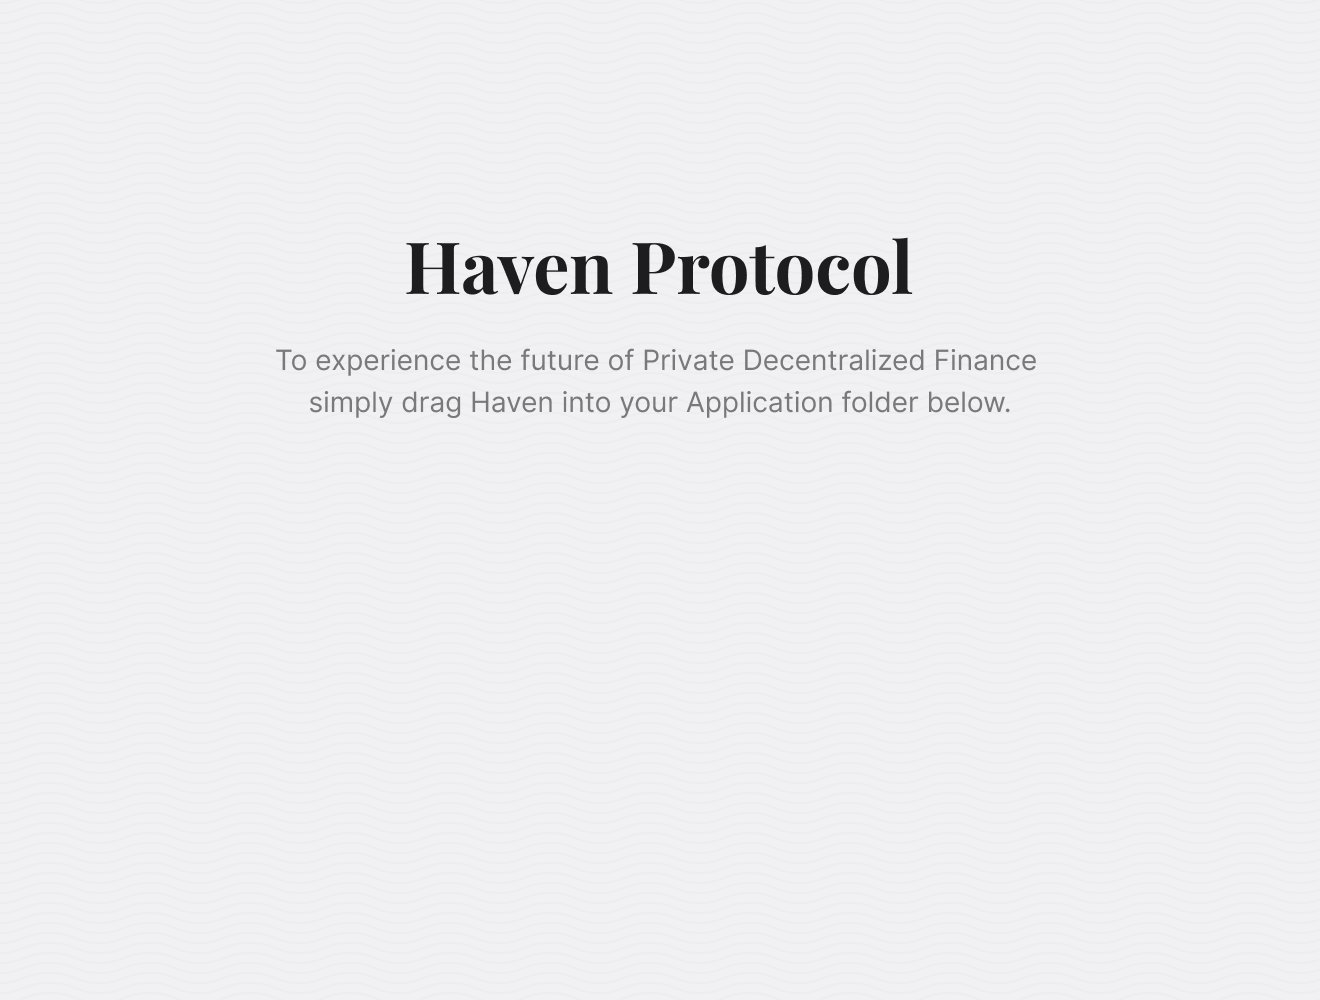 Haven Protocol
To experience the future of Private Decentralized Finance
simply drag Haven into your Application folder below.